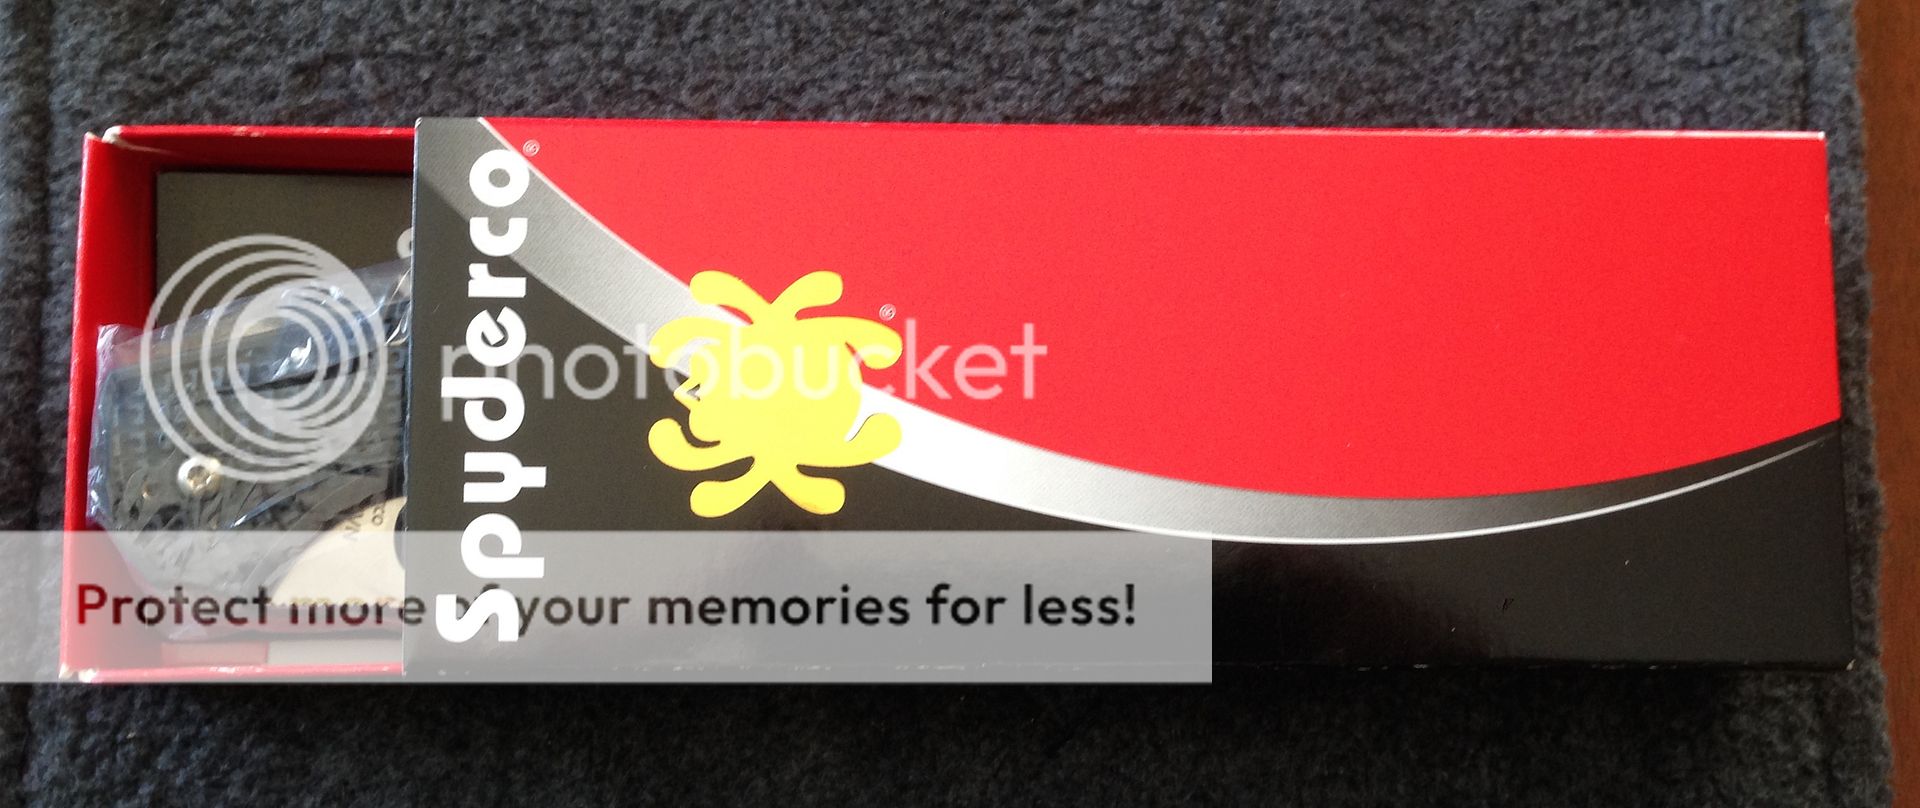 Spyderco®
®
photobucket
Protect more of your memories for less!